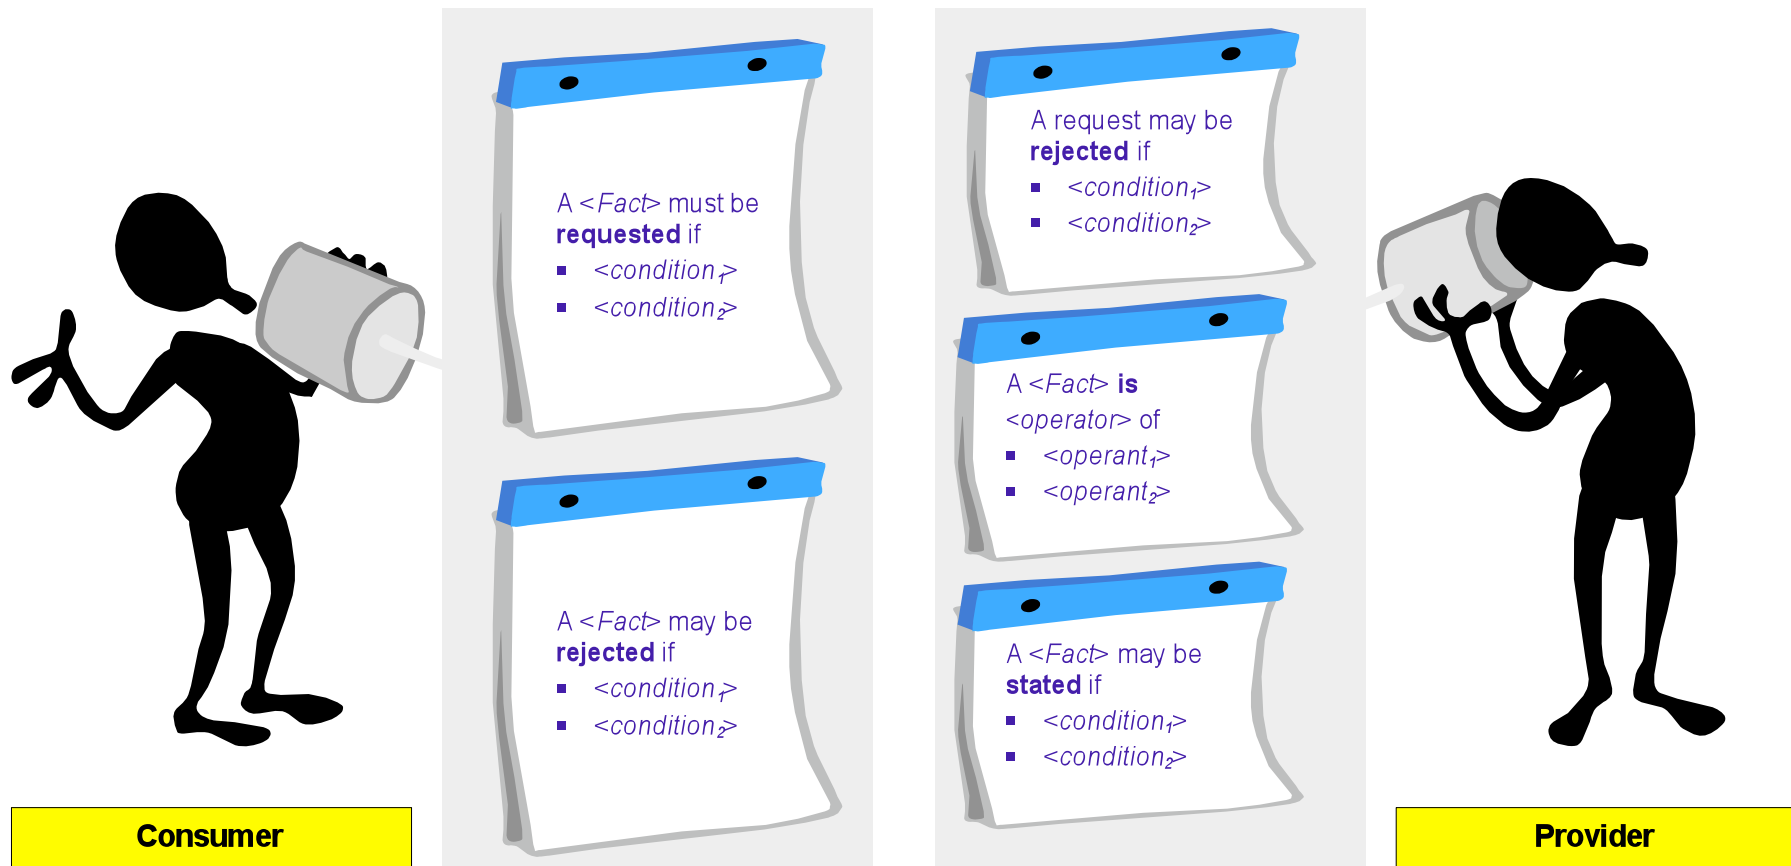 A <Fact> must be
requested if
▪ <condition₁>
▪ <condition₂>
A <Fact> may be
rejected if
▪ <condition₁>
▪ <condition₂>
A request may be
rejected if
▪ <condition₁>
▪ <condition₂>
A <Fact> is
<operator> of
▪ <operant₁>
▪ <operant₂>
A <Fact> may be
stated if
▪ <condition₁>
▪ <condition₂>
Consumer
Provider